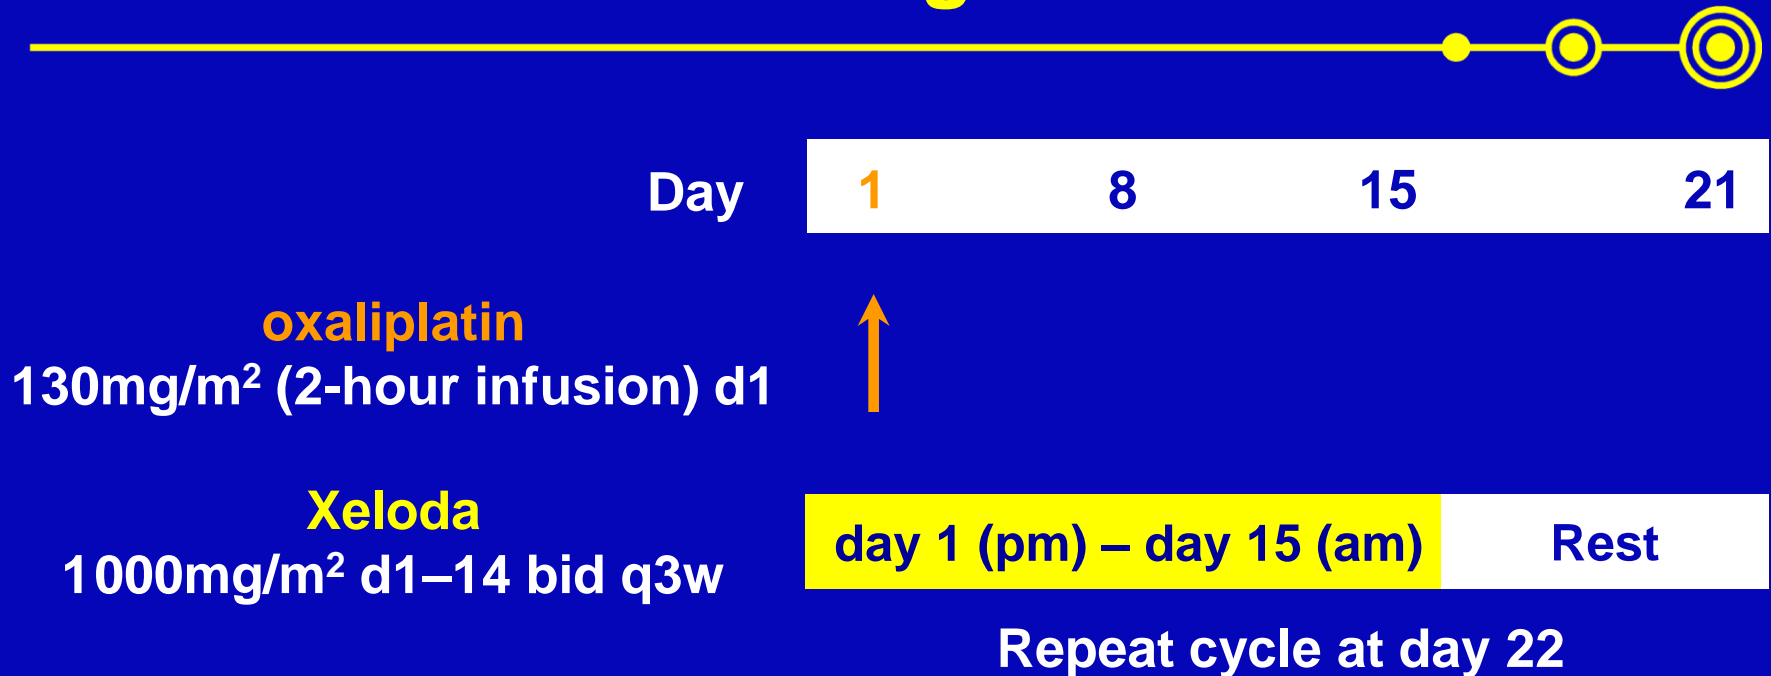 Day 1 8 15 21
oxaliplatin
130mg/m² (2-hour infusion) d1
Xeloda
1000mg/m² d1–14 bid q3w
day 1 (pm) – day 15 (am) Rest
Repeat cycle at day 22